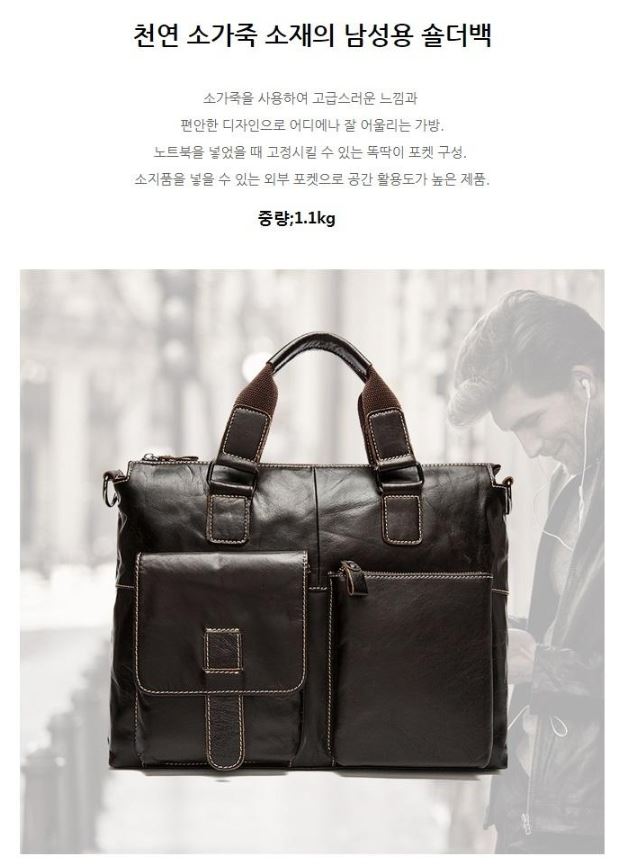 천연 소가죽 소재의 남성용 숄더백
소가죽을 사용하여 고급스러운 느낌과
편안한 디자인으로 어디에나 잘 어울리는 가방.
노트북을 넣었을 때 고정시킬 수 있는 똑딱이 포켓 구성.
소지품을 넣을 수 있는 외부 포켓으로 공간 활용도가 높은 제품.
중량;1.1kg